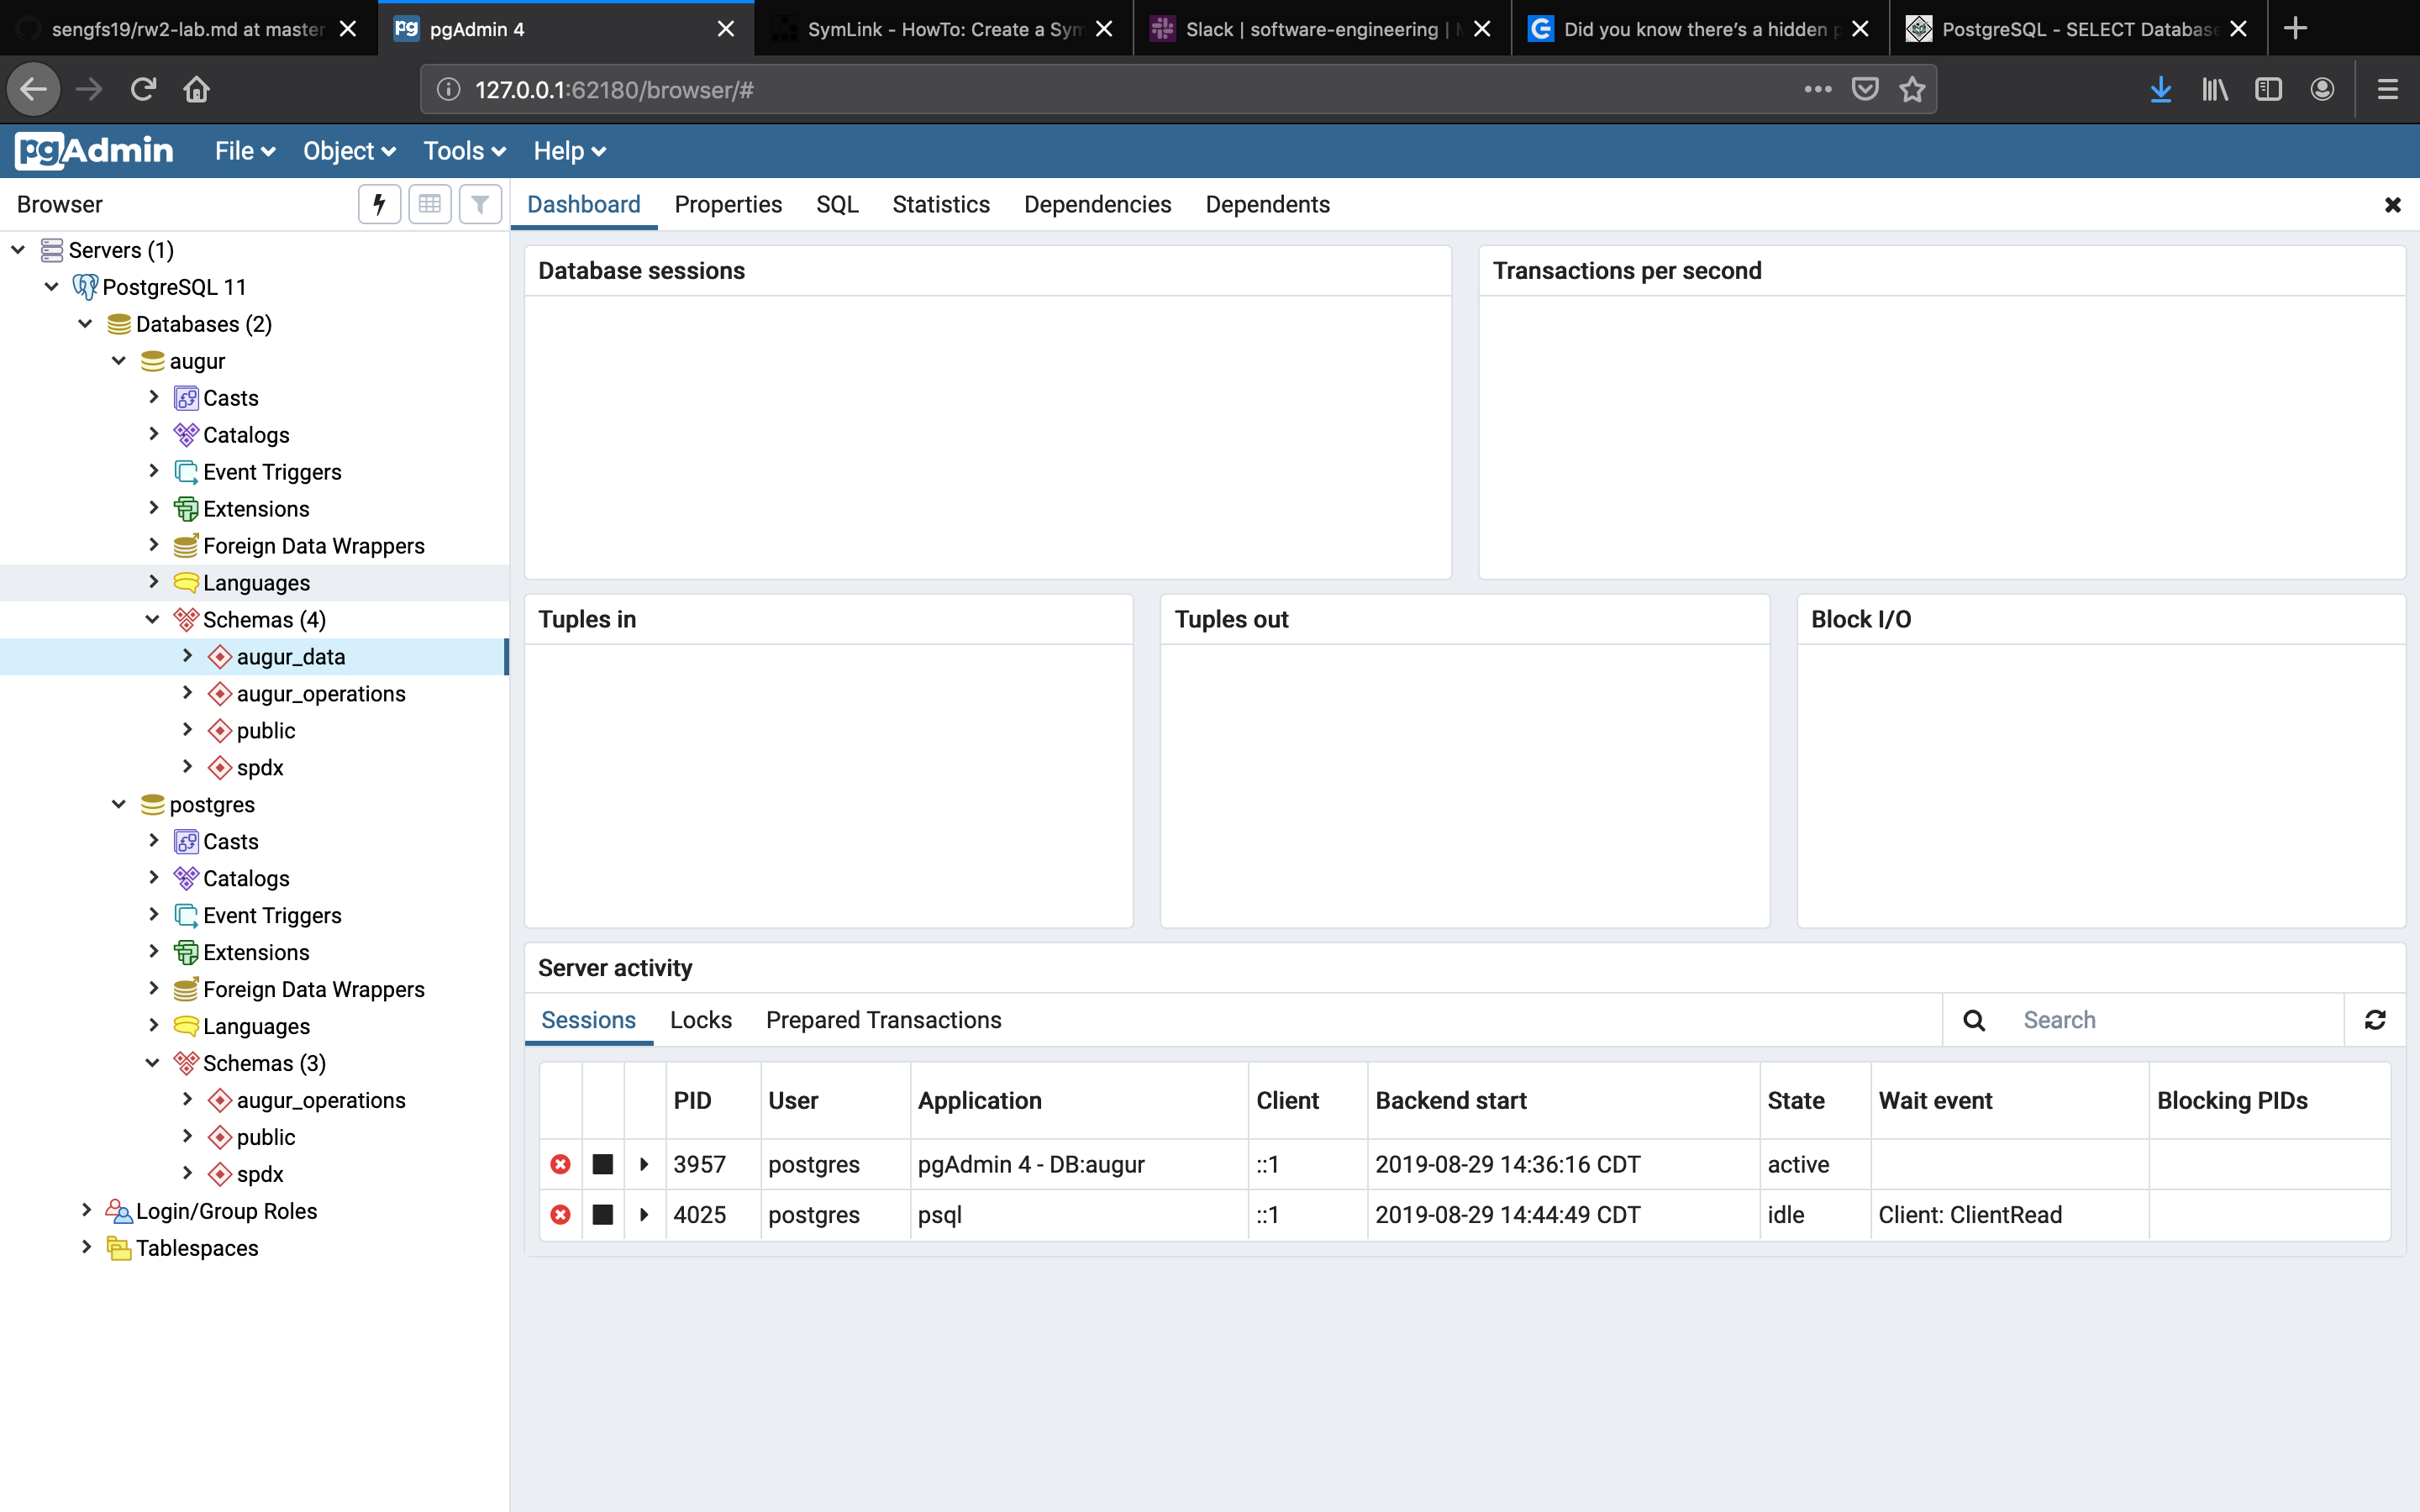 sengfs19/rw2-lab.md at master
pgAdmin 4
SymLink - HowTo: Create a Sym
Slack | software-engineering |
Did you know there's a hidden p
PostgreSQL - SELECT Database
127.0.0.1:62180/browser/#
pgAdmin File Object Tools Help
Browser
Dashboard Properties SQL Statistics Dependencies Dependents
Servers (1)
PostgreSQL 11
Databases (2)
augur
Casts
Catalogs
Event Triggers
Extensions
Foreign Data Wrappers
Languages
Schemas (4)
augur_data
augur_operations
public
spdx
postgres
Casts
Catalogs
Event Triggers
Extensions
Foreign Data Wrappers
Languages
Schemas (3)
augur_operations
public
spdx
Login/Group Roles
Tablespaces
Database sessions
Transactions per second
Tuples in
Tuples out
Block I/O
Server activity
Sessions Locks Prepared Transactions
Search
PID User Application Client Backend start State Wait event Blocking PIDs
3957 postgres pgAdmin 4 - DB:augur ::1 2019-08-29 14:36:16 CDT active
4025 postgres psql ::1 2019-08-29 14:44:49 CDT idle Client: ClientRead